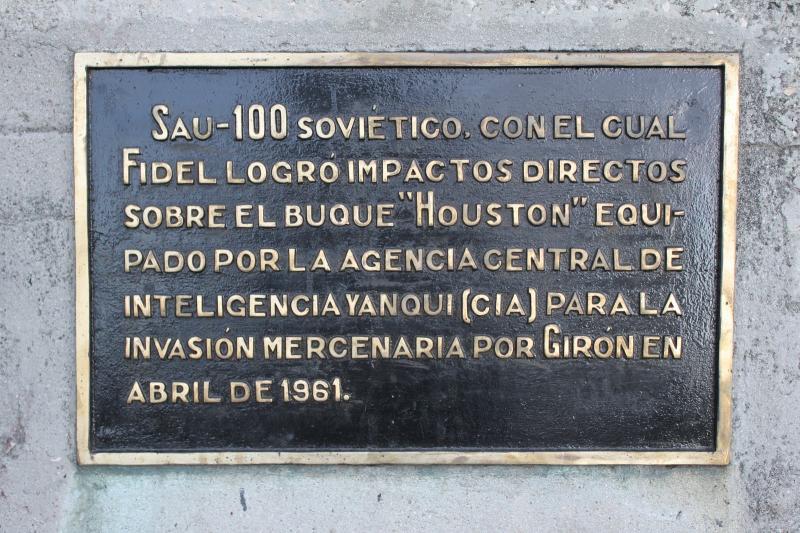 SAU-100 SOVIÉTICO, CON EL CUAL
FIDEL LOGRÓ IMPACTOS DIRECTOS
SOBRE EL BUQUE "HOUSTON" EQUI-
PADO POR LA AGENCIA CENTRAL DE
INTELIGENCIA YANQUI (CIA) PARA LA
INVASIÓN MERCENARIA POR GIRÓN EN
ABRIL DE 1961.